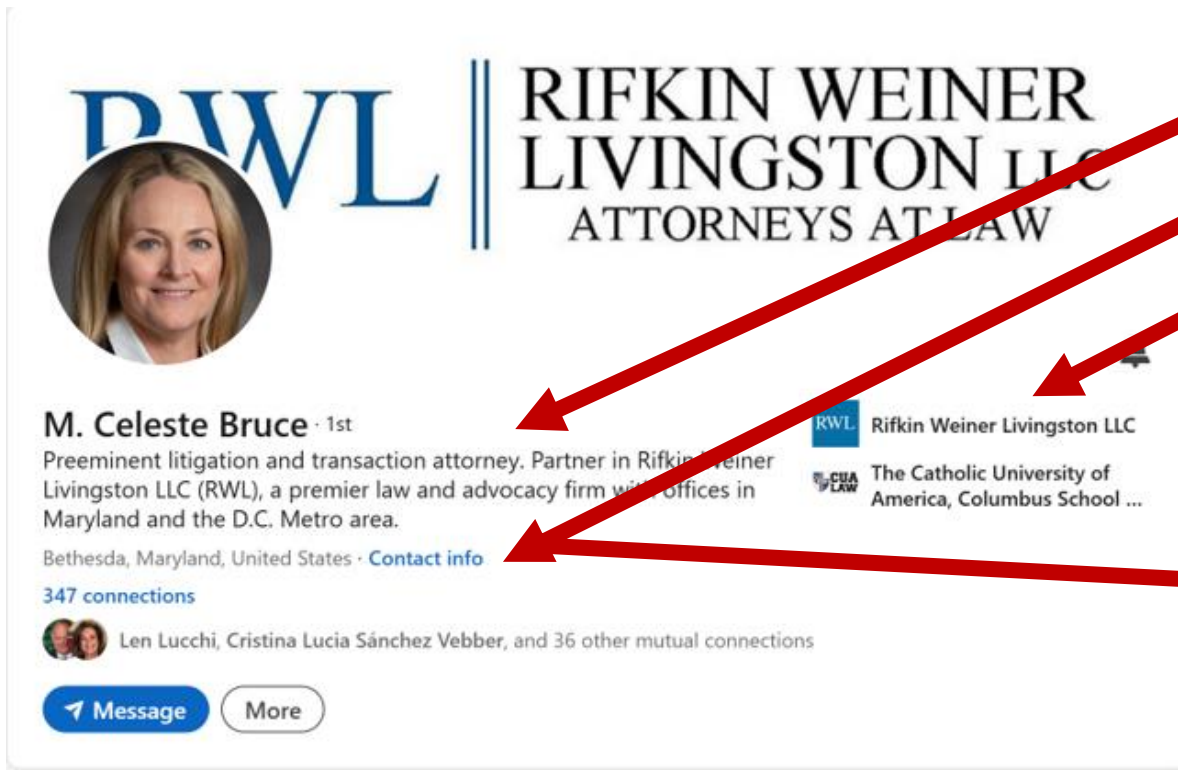 RWL
RIFKIN WEINER
LIVINGSTON LLC
ATTORNEYS AT LAW
M. Celeste Bruce · 1st
Preeminent litigation and transaction attorney. Partner in Rifkin Weiner
Livingston LLC (RWL), a premier law and advocacy firm with offices in
Maryland and the D.C. Metro area.
Bethesda, Maryland, United States · Contact info
347 connections
Len Lucchi, Cristina Lucia Sánchez Vebber, and 36 other mutual connections
Message
More
RWL
Rifkin Weiner Livingston LLC
CUA
LAW
The Catholic University of
America, Columbus School ...